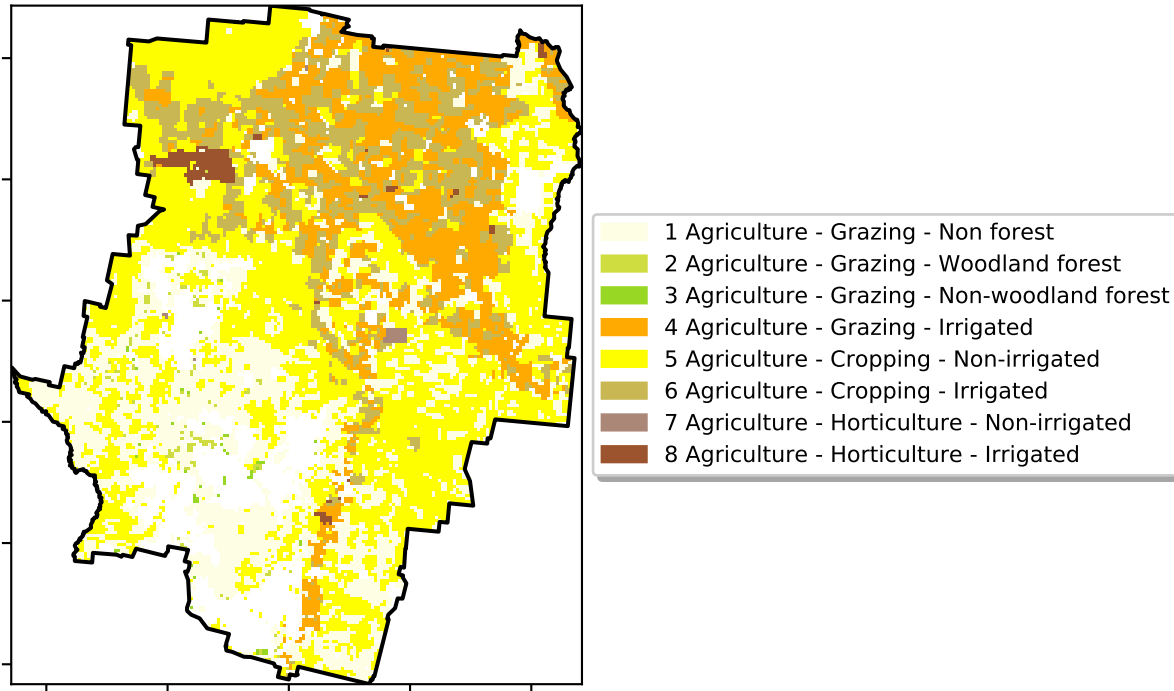 1 Agriculture - Grazing - Non forest
2 Agriculture - Grazing - Woodland forest
3 Agriculture - Grazing - Non-woodland forest
4 Agriculture - Grazing - Irrigated
5 Agriculture - Cropping - Non-irrigated
6 Agriculture - Cropping - Irrigated
7 Agriculture - Horticulture - Non-irrigated
8 Agriculture - Horticulture - Irrigated